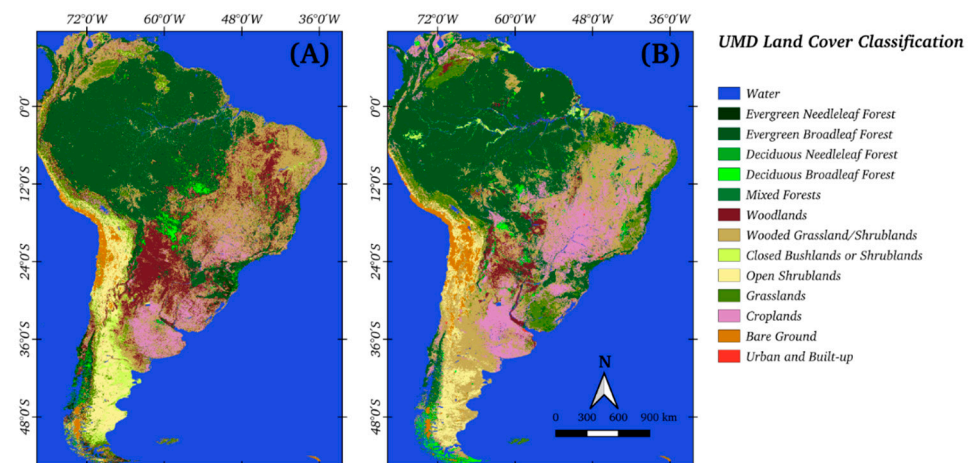 72°0'W 60°0'W 48°0'W 36°0'W
72°0'W 60°0'W 48°0'W 36°0'W
(A)
(B)
0°0'
12°0'S
24°0'S
36°0'S
48°0'S
0°0'
12°0'S
24°0'S
36°0'S
48°0'S
N
0 300 600 900 km
UMD Land Cover Classification
Water
Evergreen Needleleaf Forest
Evergreen Broadleaf Forest
Deciduous Needleleaf Forest
Deciduous Broadleaf Forest
Mixed Forests
Woodlands
Wooded Grassland/Shrublands
Closed Bushlands or Shrublands
Open Shrublands
Grasslands
Croplands
Bare Ground
Urban and Built-up